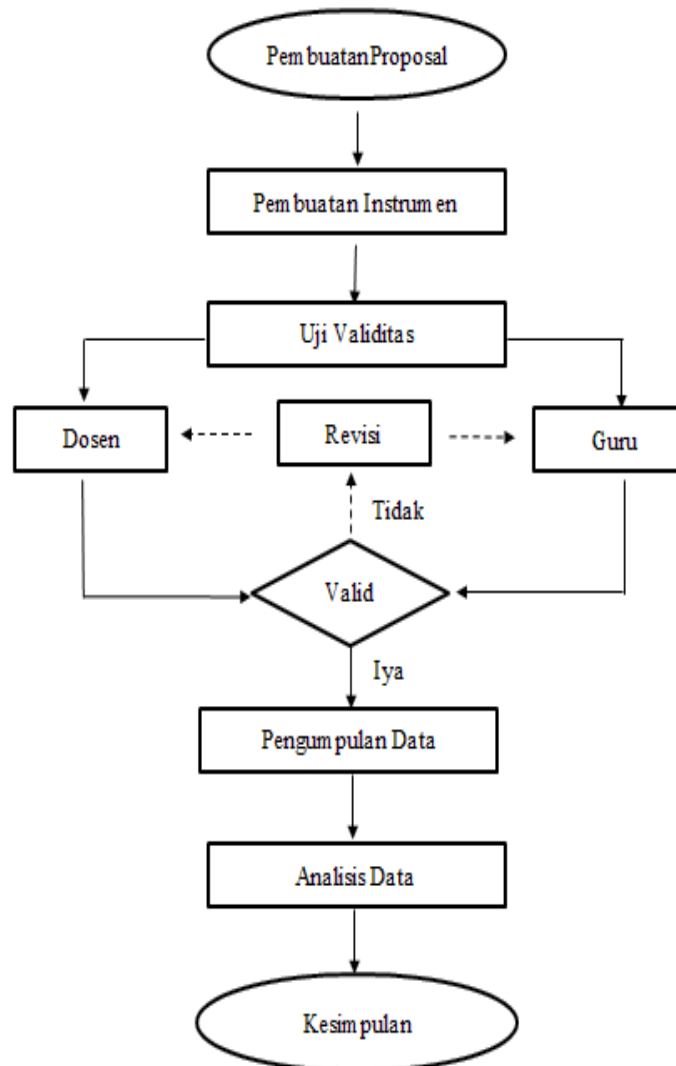 Pembuatan Proposal
Pembuatan Instrumen
Uji Validitas
Dosen
Revisi
Guru
Tidak
Valid
Iya
Pengumpulan Data
Analisis Data
Kesimpulan